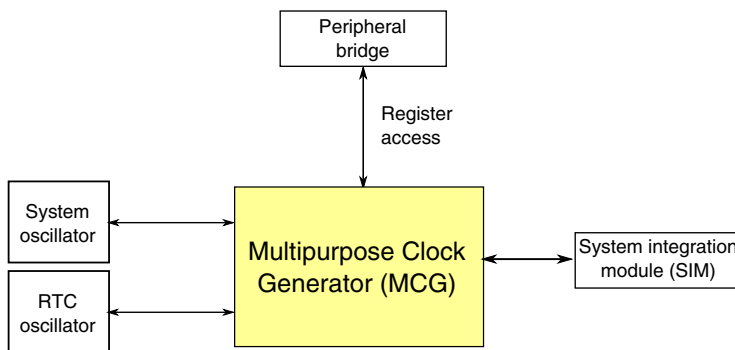 Peripheral
bridge
Register
access
System
oscillator
Multipurpose Clock
Generator (MCG)
System integration
module (SIM)
RTC
oscillator